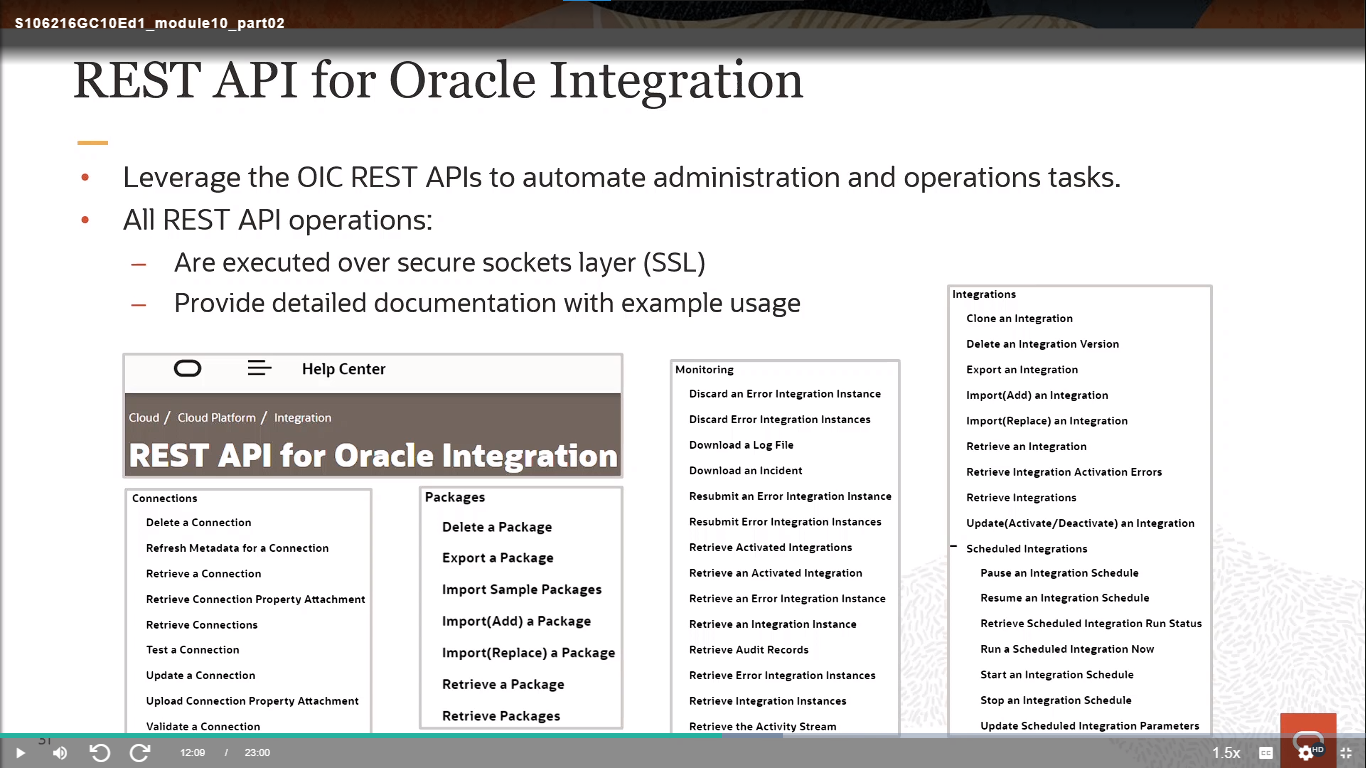 S106216GC10Ed1_module10_part02
REST API for Oracle Integration
• Leverage the OIC REST APIs to automate administration and operations tasks.
• All REST API operations:
– Are executed over secure sockets layer (SSL)
– Provide detailed documentation with example usage
Help Center
Cloud / Cloud Platform / Integration
REST API for Oracle Integration
Connections
Delete a Connection
Refresh Metadata for a Connection
Retrieve a Connection
Retrieve Connection Property Attachment
Retrieve Connections
Test a Connection
Update a Connection
Upload Connection Property Attachment
Validate a Connection
Packages
Delete a Package
Export a Package
Import Sample Packages
Import(Add) a Package
Import(Replace) a Package
Retrieve a Package
Retrieve Packages
Monitoring
Discard an Error Integration Instance
Discard Error Integration Instances
Download a Log File
Download an Incident
Resubmit an Error Integration Instance
Resubmit Error Integration Instances
Retrieve Activated Integrations
Retrieve an Activated Integration
Retrieve an Error Integration Instance
Retrieve an Integration Instance
Retrieve Audit Records
Retrieve Error Integration Instances
Retrieve Integration Instances
Retrieve the Activity Stream
Integrations
Clone an Integration
Delete an Integration Version
Export an Integration
Import(Add) an Integration
Import(Replace) an Integration
Retrieve an Integration
Retrieve Integration Activation Errors
Retrieve Integrations
Update(Activate/Deactivate) an Integration
– Scheduled Integrations
Pause an Integration Schedule
Resume an Integration Schedule
Retrieve Scheduled Integration Run Status
Run a Scheduled Integration Now
Start an Integration Schedule
Stop an Integration Schedule
Update Scheduled Integration Parameters
12:09 / 23:00
1.5x
CC
HD